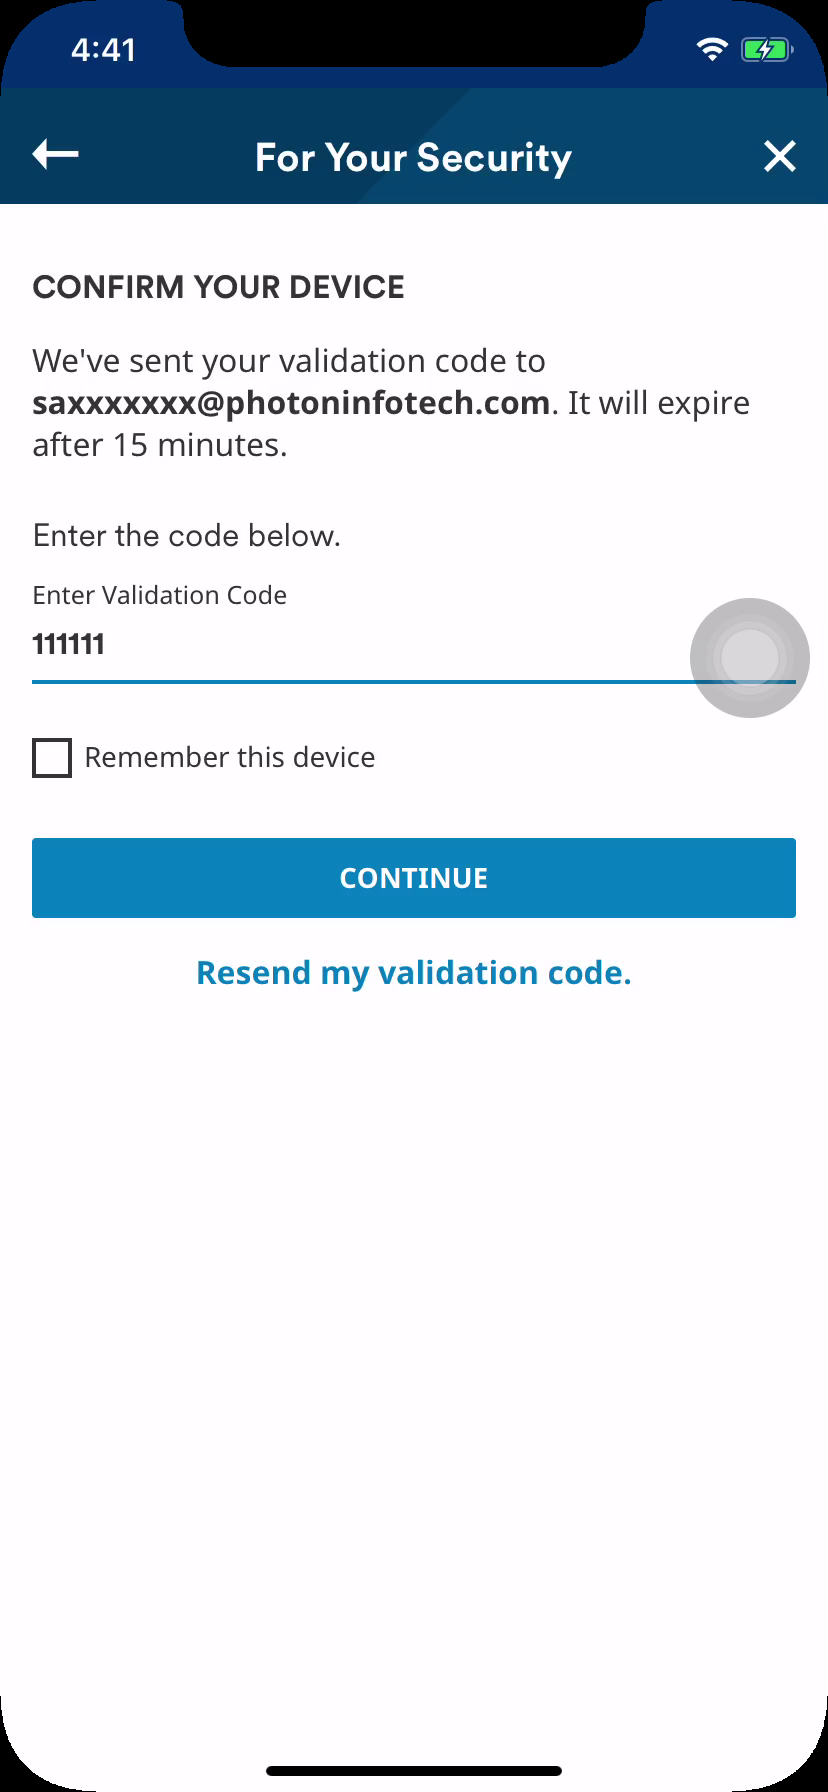 4:41
For Your Security
CONFIRM YOUR DEVICE
We've sent your validation code to
saxxxxxxx@photoninfotech.com. It will expire
after 15 minutes.
Enter the code below.
Enter Validation Code
111111
Remember this device
CONTINUE
Resend my validation code.